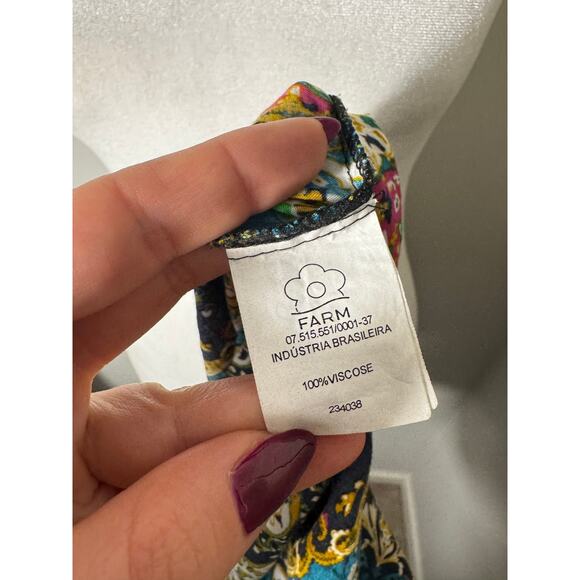 FARM
07.515.551/0001-37
INDÚSTRIA BRASILEIRA
100%VISCOSE
234038